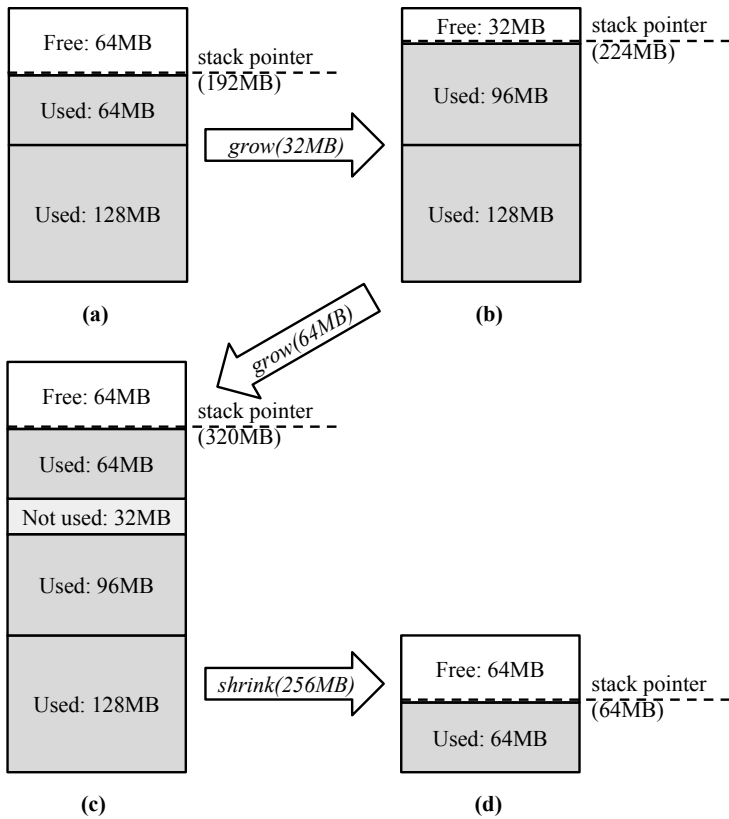 Free: 64MB
stack pointer
(192MB)
Used: 64MB
Used: 128MB
(a)
grow(32MB)
Free: 32MB
stack pointer
(224MB)
Used: 96MB
Used: 128MB
(b)
grow(64MB)
Free: 64MB
stack pointer
(320MB)
Used: 64MB
Not used: 32MB
Used: 96MB
Used: 128MB
(c)
shrink(256MB)
Free: 64MB
stack pointer
(64MB)
Used: 64MB
(d)